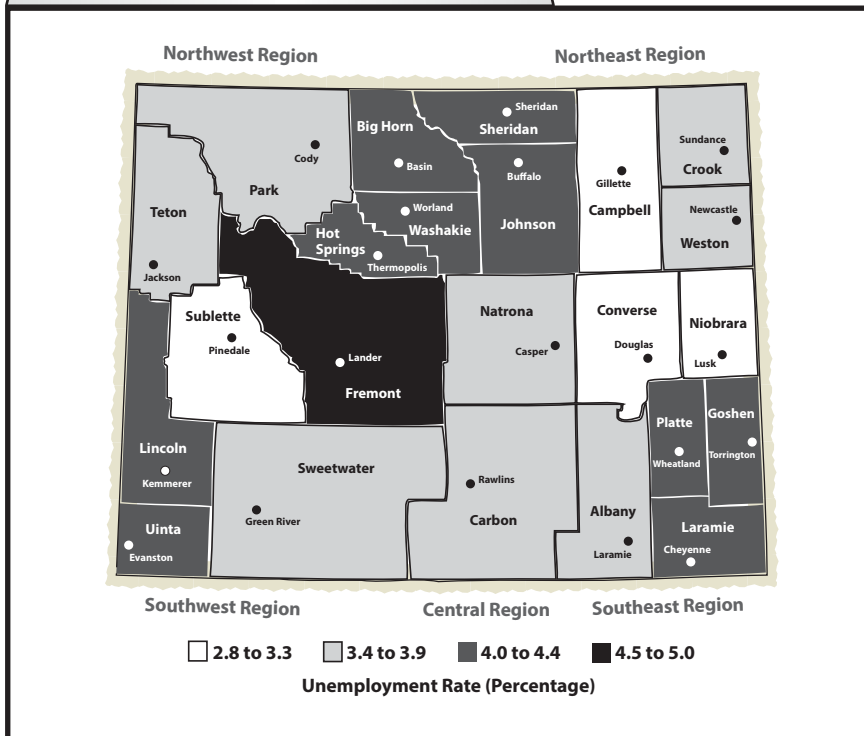 Northwest Region
Northeast Region
Big Horn
Sheridan
Sheridan
Cody
Basin
Buffalo
Gillette
Sundance
Crook
Park
Teton
Worland
Washakie
Johnson
Campbell
Newcastle
Weston
Hot
Springs
Thermopolis
Jackson
Sublette
Pinedale
Natrona
Casper
Converse
Douglas
Niobrara
Lusk
Lander
Fremont
Platte
Wheatland
Goshen
Torrington
Lincoln
Kemmerer
Sweetwater
Green River
Rawlins
Carbon
Albany
Laramie
Laramie
Cheyenne
Uinta
Evanston
Southwest Region
Central Region
Southeast Region
2.8 to 3.3
3.4 to 3.9
4.0 to 4.4
4.5 to 5.0
Unemployment Rate (Percentage)